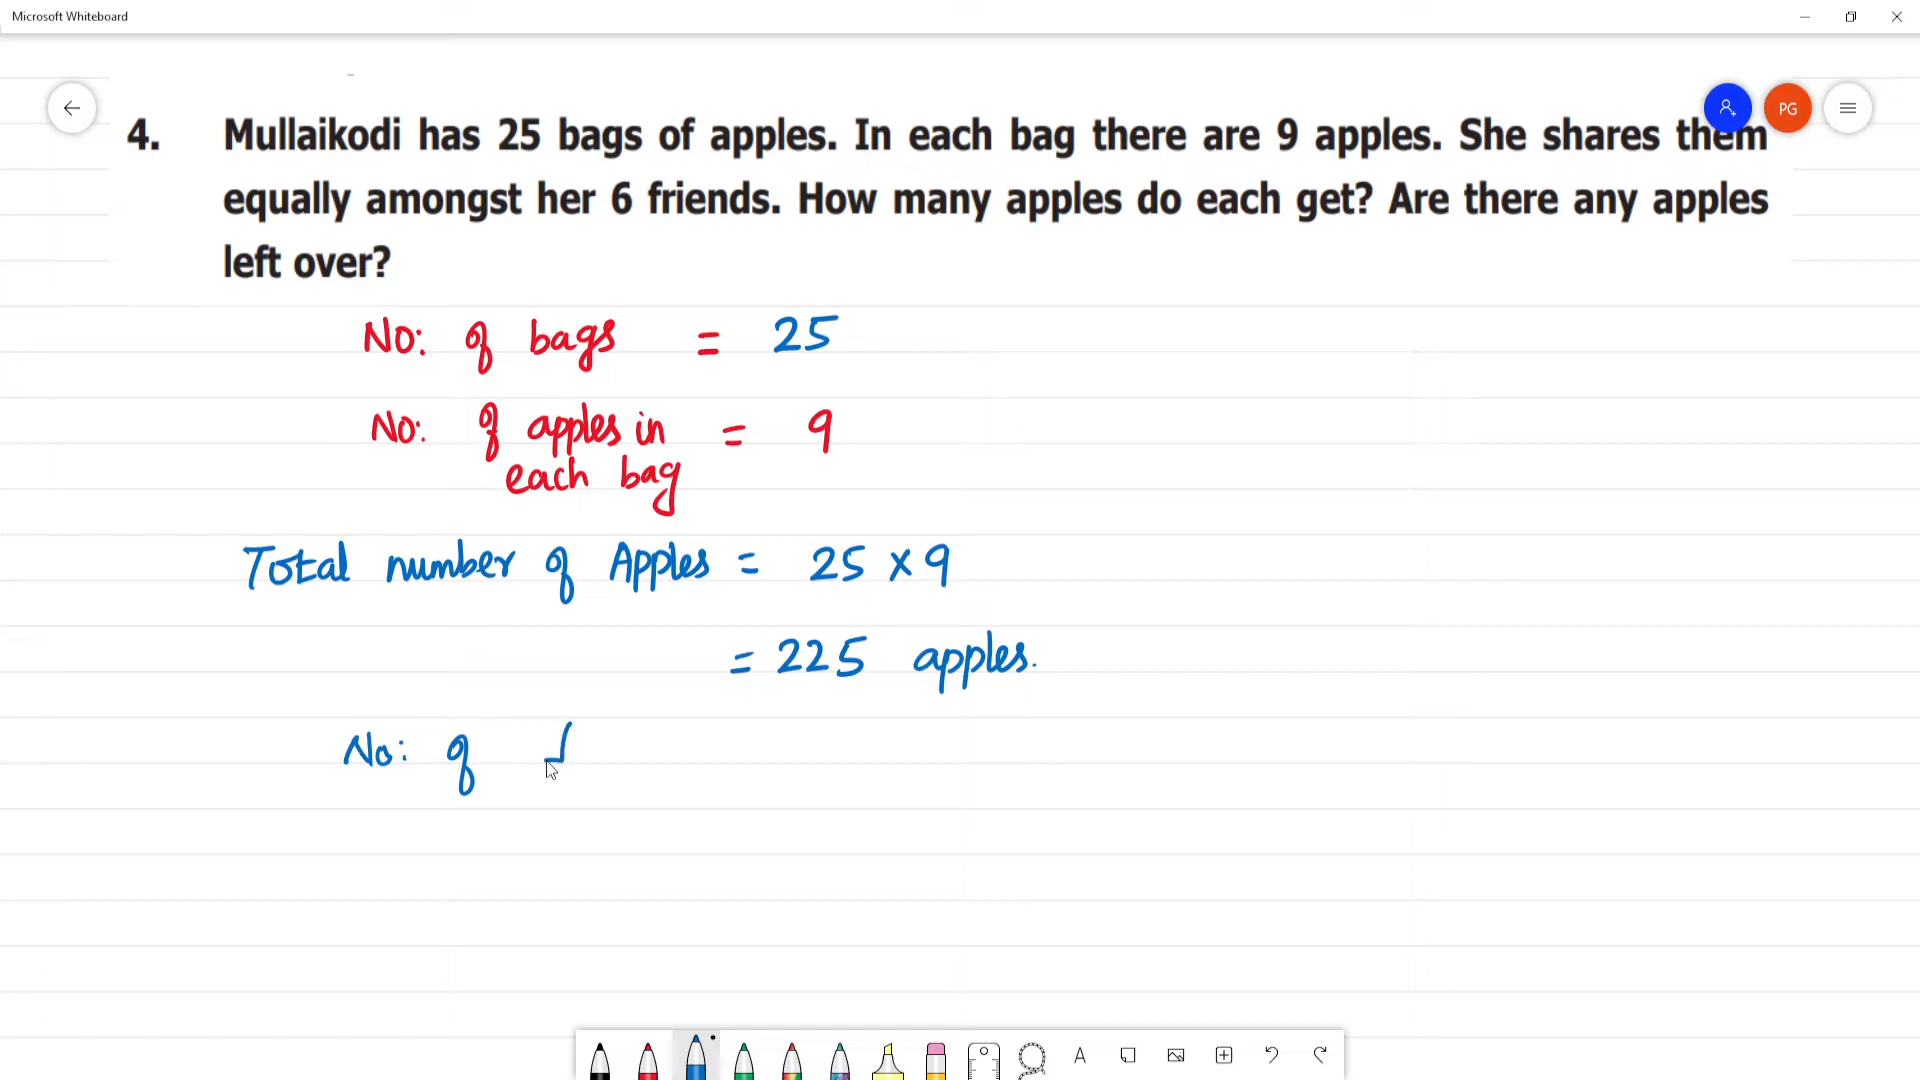 Microsoft Whiteboard
PG
4. Mullaikodi has 25 bags of apples. In each bag there are 9 apples. She shares them
equally amongst her 6 friends. How many apples do each get? Are there any apples
left over?
No: of bags = 25
No: of apples in = 9
each bag
Total number of Apples = 25 × 9
= 225 apples.
No: of
A